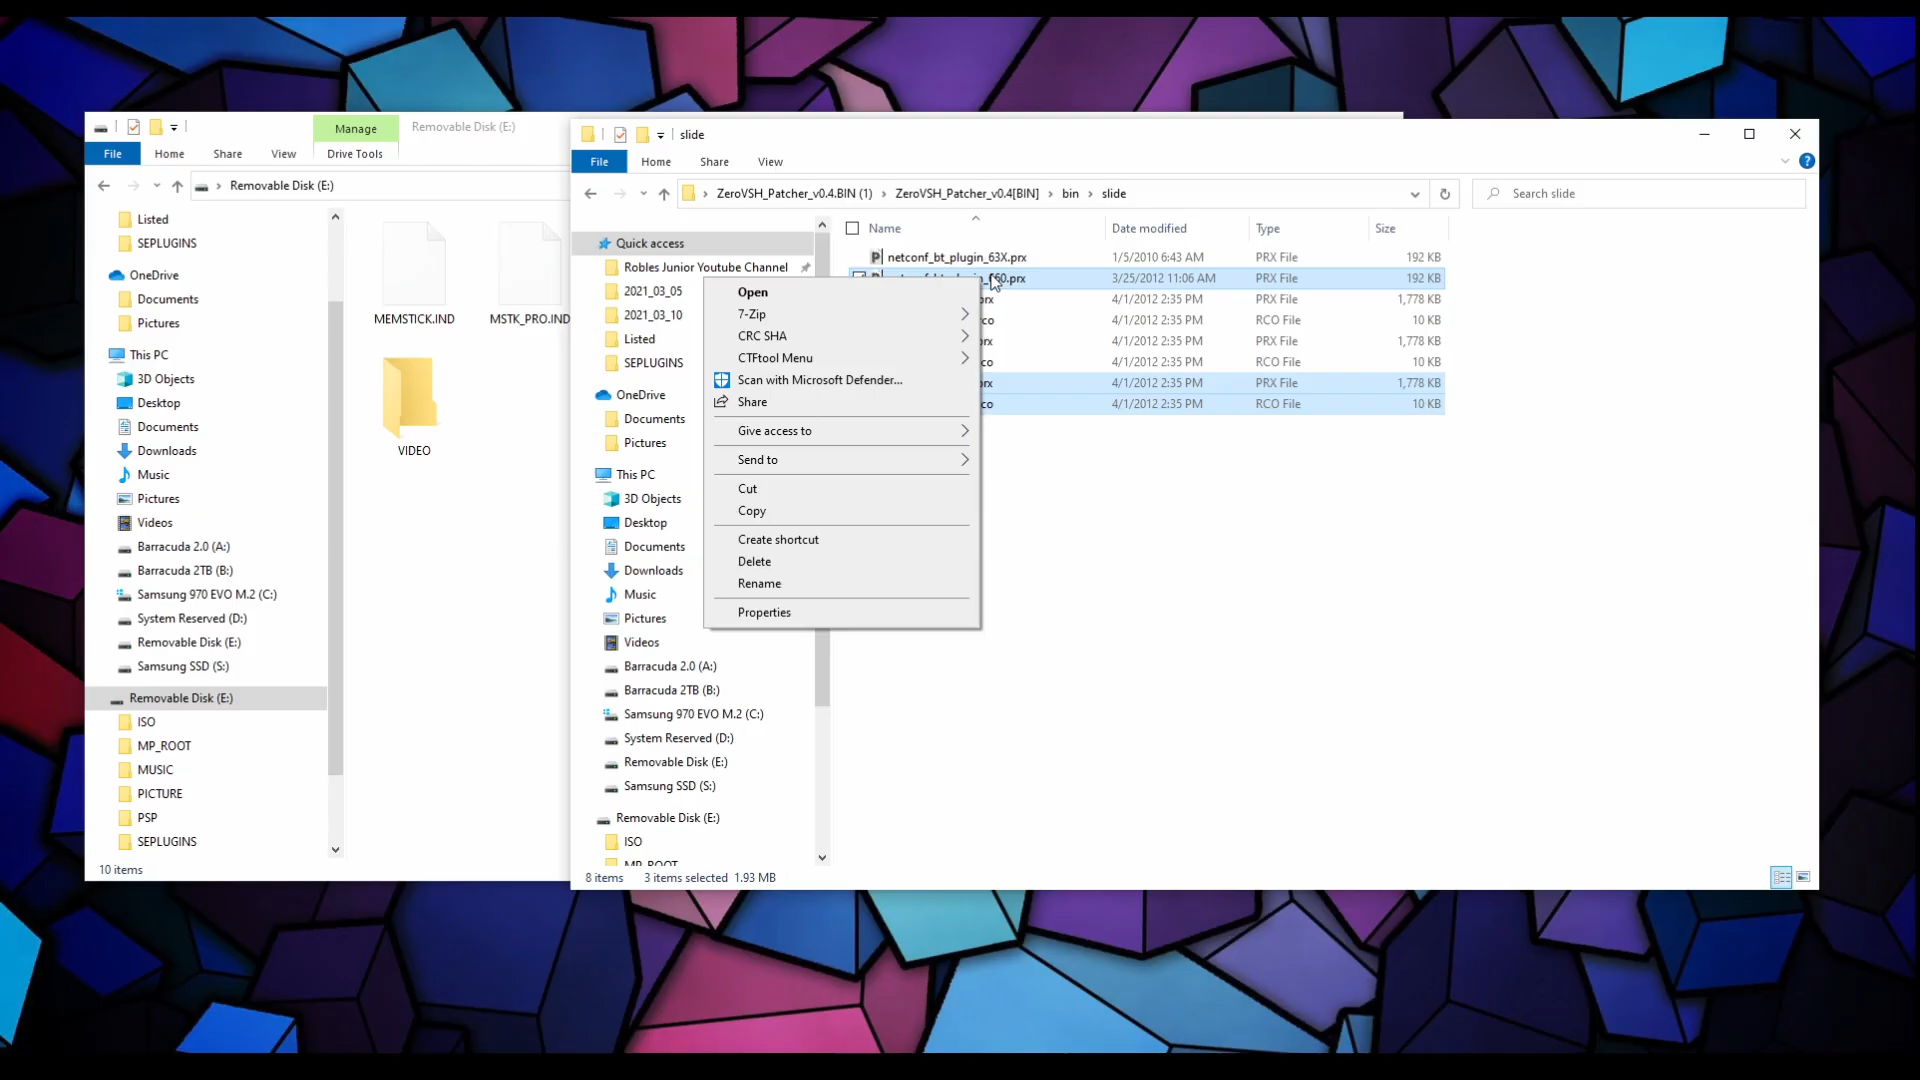 Manage
Removable Disk (E:)
File
Home
Share
View
Drive Tools
Removable Disk (E:)
Listed
SEPLUGINS
OneDrive
Documents
Pictures
This PC
3D Objects
Desktop
Documents
Downloads
Music
Pictures
Videos
Barracuda 2.0 (A:)
Barracuda 2TB (B:)
Samsung 970 EVO M.2 (C:)
System Reserved (D:)
Removable Disk (E:)
Samsung SSD (S:)
Removable Disk (E:)
ISO
MP_ROOT
MUSIC
PICTURE
PSP
SEPLUGINS
10 items
MEMSTICK.IND
MSTK_PRO.IND
VIDEO
slide
File
Home
Share
View
ZeroVSH_Patcher_v0.4.BIN (1)
ZeroVSH_Patcher_v0.4[BIN]
bin
slide
Search slide
Quick access
Robles Junior Youtube Channel
2021_03_05
2021_03_10
Listed
SEPLUGINS
OneDrive
Documents
Pictures
This PC
3D Objects
Desktop
Documents
Downloads
Music
Pictures
Videos
Barracuda 2.0 (A:)
Barracuda 2TB (B:)
Samsung 970 EVO M.2 (C:)
System Reserved (D:)
Removable Disk (E:)
Samsung SSD (S:)
Removable Disk (E:)
ISO
MP_ROOT
8 items 3 items selected 1.93 MB
Name Date modified Type Size
netconf_bt_plugin_63X.prx 1/5/2010 6:43 AM PRX File 192 KB
60.prx 3/25/2012 11:06 AM PRX File 192 KB
prx 4/1/2012 2:35 PM PRX File 1,778 KB
co 4/1/2012 2:35 PM RCO File 10 KB
prx 4/1/2012 2:35 PM PRX File 1,778 KB
co 4/1/2012 2:35 PM RCO File 10 KB
prx 4/1/2012 2:35 PM PRX File 1,778 KB
co 4/1/2012 2:35 PM RCO File 10 KB
Open
7-Zip
CRC SHA
CTFtool Menu
Scan with Microsoft Defender...
Share
Give access to
Send to
Cut
Copy
Create shortcut
Delete
Rename
Properties